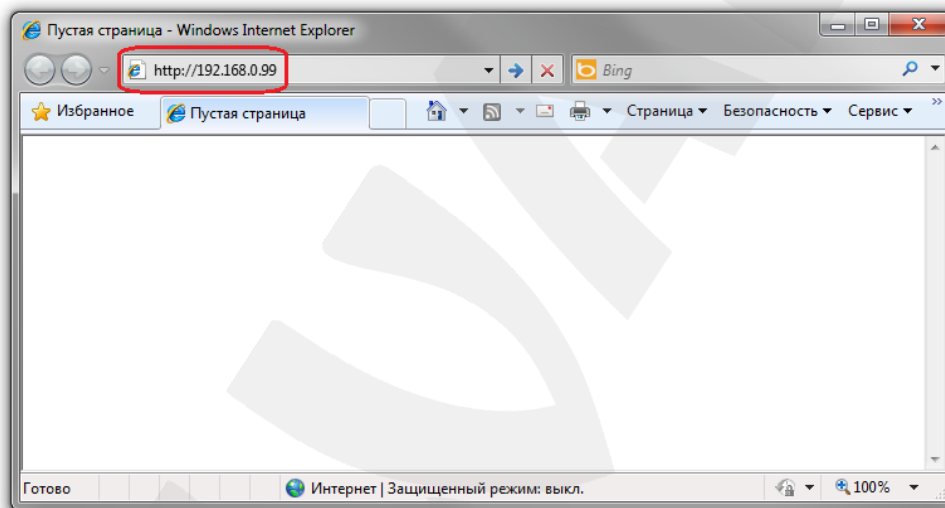 Пустая страница - Windows Internet Explorer
http://192.168.0.99
Bing
Избранное
Пустая страница
Страница
Безопасность
Сервис
Готово
Интернет | Защищенный режим: выкл.
100%